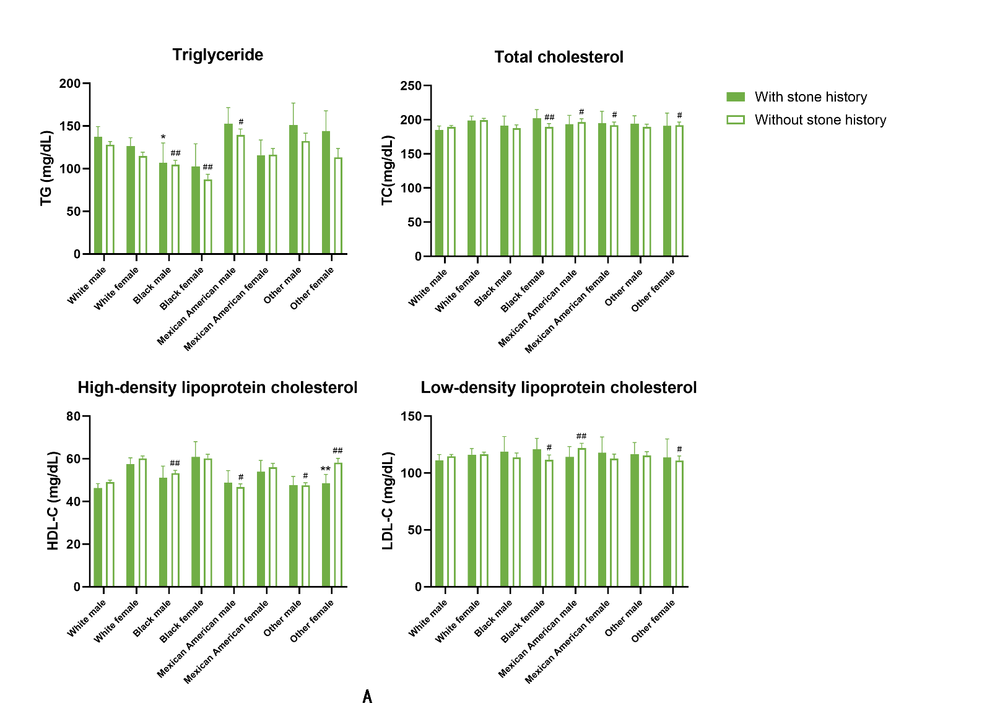 Triglyceride
TG (mg/dL)
200
150
100
50
0
*
##
##
#
White male
White female
Black male
Black female
Mexican American male
Mexican American female
Other male
Other female
Total cholesterol
TC(mg/dL)
250
200
150
100
50
0
##
#
#
#
White male
White female
Black male
Black female
Mexican American male
Mexican American female
Other male
Other female
With stone history
Without stone history
High-density lipoprotein cholesterol
HDL-C (mg/dL)
80
60
40
20
0
##
#
#
**
##
White male
White female
Black male
Black female
Mexican American male
Mexican American female
Other male
Other female
Low-density lipoprotein cholesterol
LDL-C (mg/dL)
150
100
50
0
#
##
#
White male
White female
Black male
Black female
Mexican American male
Mexican American female
Other male
Other female
A